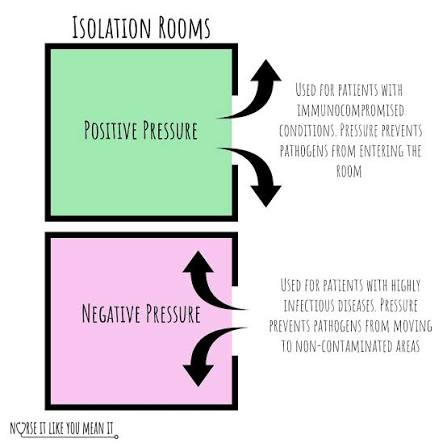 ISOLATION ROOMS
POSITIVE PRESSURE
USED FOR PATIENTS WITH
IMMUNOCOMPROMISED
CONDITIONS. PRESSURE PREVENTS
PATHOGENS FROM ENTERING THE
ROOM
NEGATIVE PRESSURE
USED FOR PATIENTS WITH HIGHLY
INFECTIOUS DISEASES. PRESSURE
PREVENTS PATHOGENS FROM MOVING
TO NON-CONTAMINATED AREAS
NURSE IT LIKE YOU MEAN IT